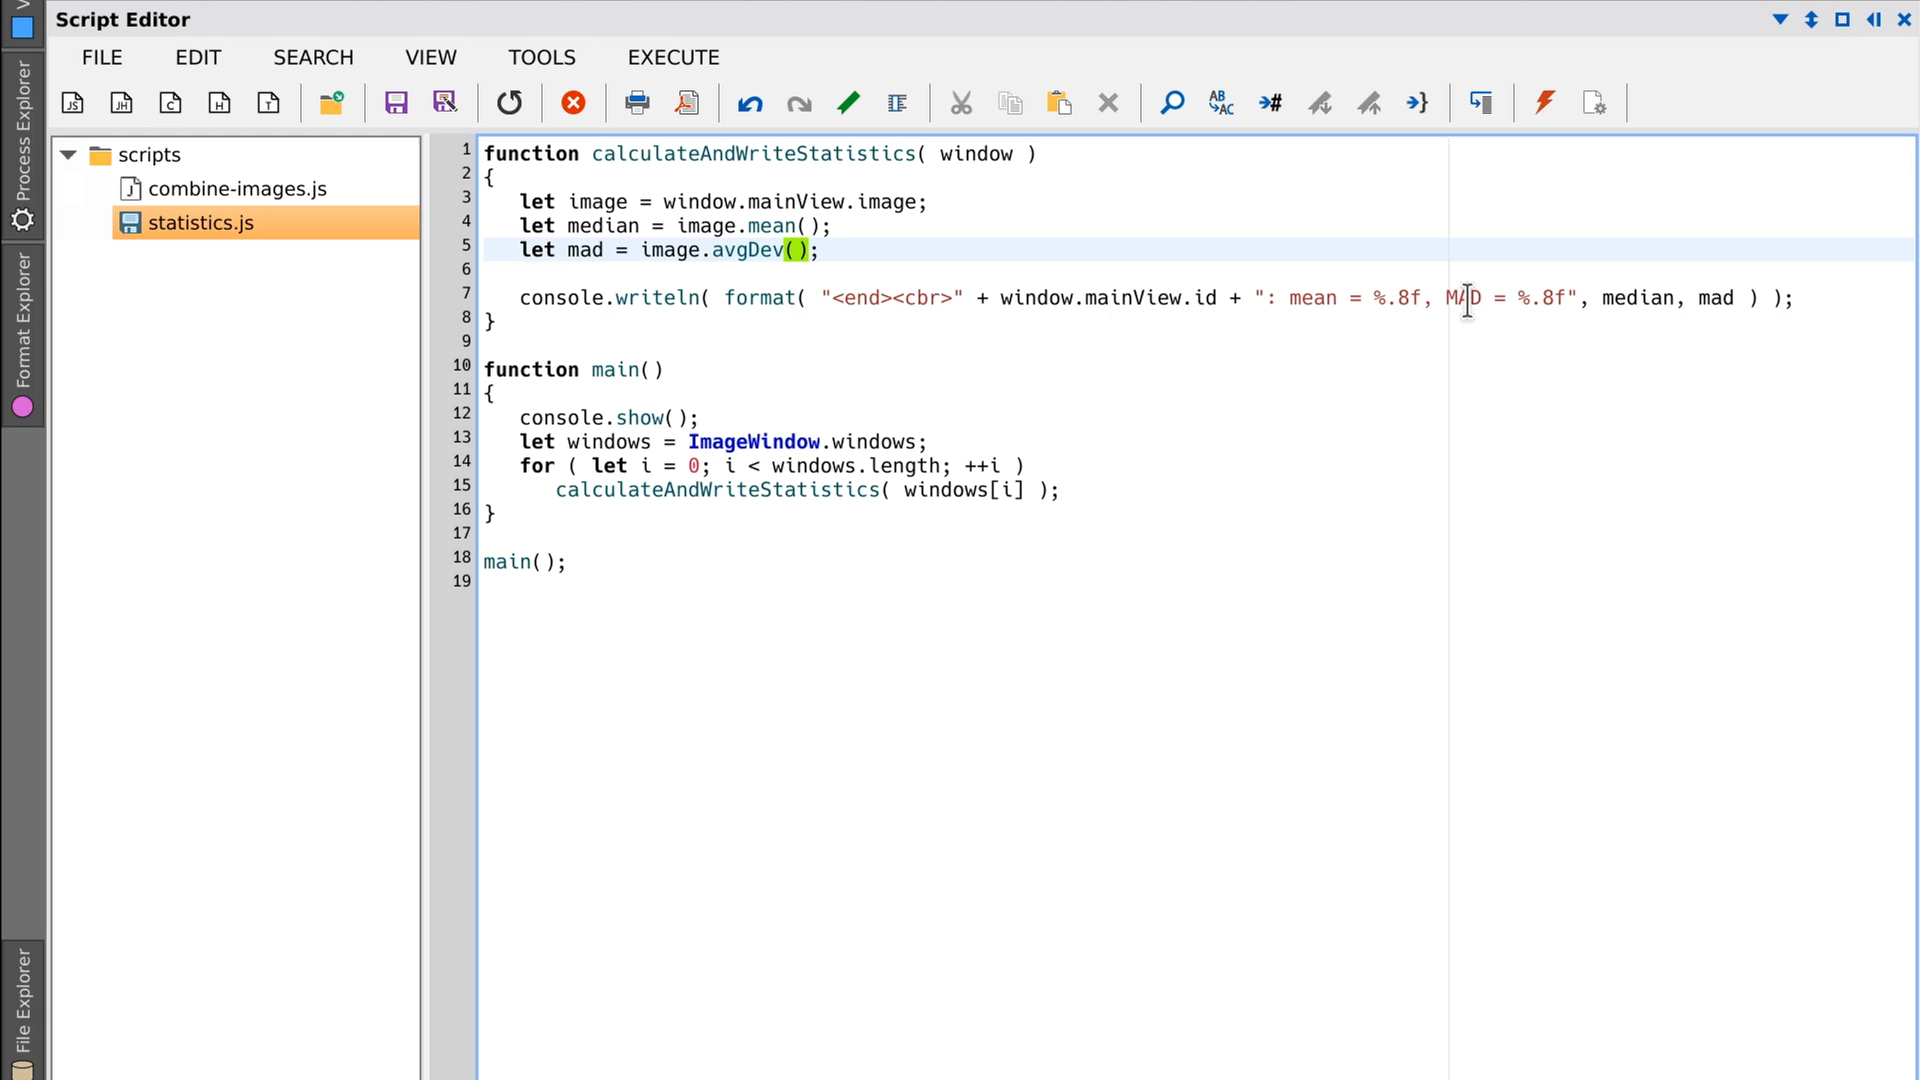 Script Editor
FILE EDIT SEARCH VIEW TOOLS EXECUTE
JS JH C H T AB AC
Process Explorer
Format Explorer
File Explorer
scripts
combine-images.js
statistics.js
1 function calculateAndWriteStatistics( window )
2 {
3 let image = window.mainView.image;
4 let median = image.mean();
5 let mad = image.avgDev();
6
7 console.writeln( format( "<end><cbr>" + window.mainView.id + ": mean = %.8f, MAD = %.8f", median, mad ) );
8 }
9
10 function main()
11 {
12 console.show();
13 let windows = ImageWindow.windows;
14 for ( let i = 0; i < windows.length; ++i )
15 calculateAndWriteStatistics( windows[i] );
16 }
17
18 main();
19